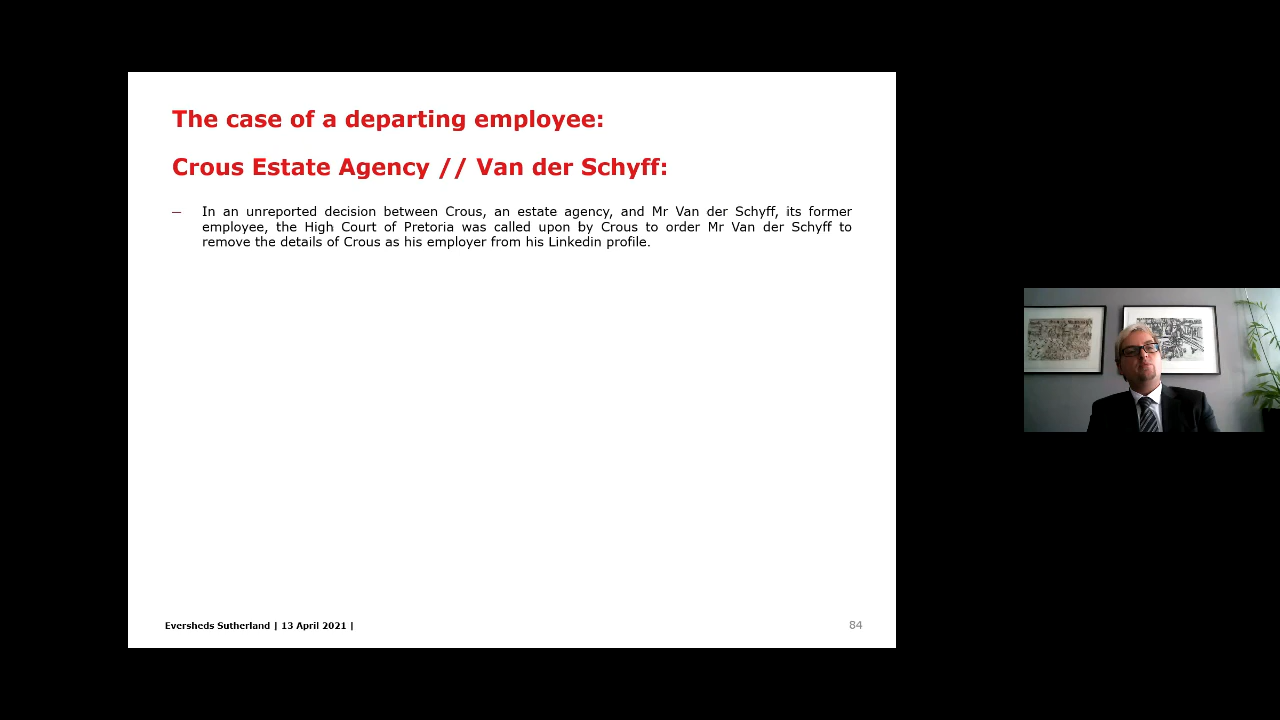 The case of a departing employee:
Crous Estate Agency // Van der Schyff:
– In an unreported decision between Crous, an estate agency, and Mr Van der Schyff, its former
employee, the High Court of Pretoria was called upon by Crous to order Mr Van der Schyff to
remove the details of Crous as his employer from his Linkedin profile.
Eversheds Sutherland | 13 April 2021 |
84